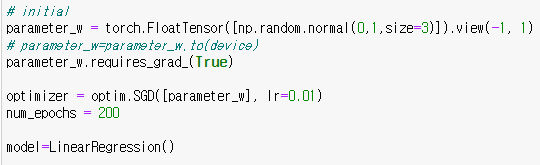 # initial
parameter_w = torch.FloatTensor([np.random.normal(0,1,size=3)]).view(-1, 1)
# parameter_w=parameter_w.to(device)
parameter_w.requires_grad_(True)
optimizer = optim.SGD([parameter_w], lr=0.01)
num_epochs = 200
model=LinearRegression()